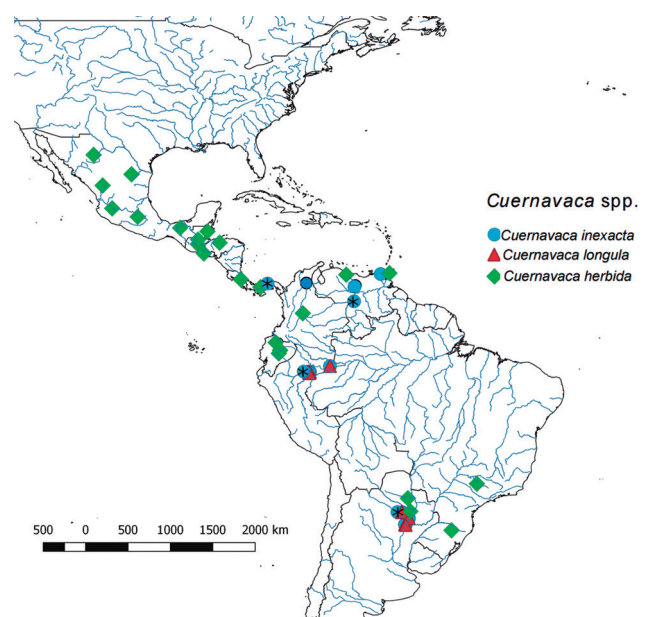 Cuernavaca spp.
Cuernavaca inexacta
Cuernavaca longula
Cuernavaca herbida
500 0 500 1000 1500 2000 km